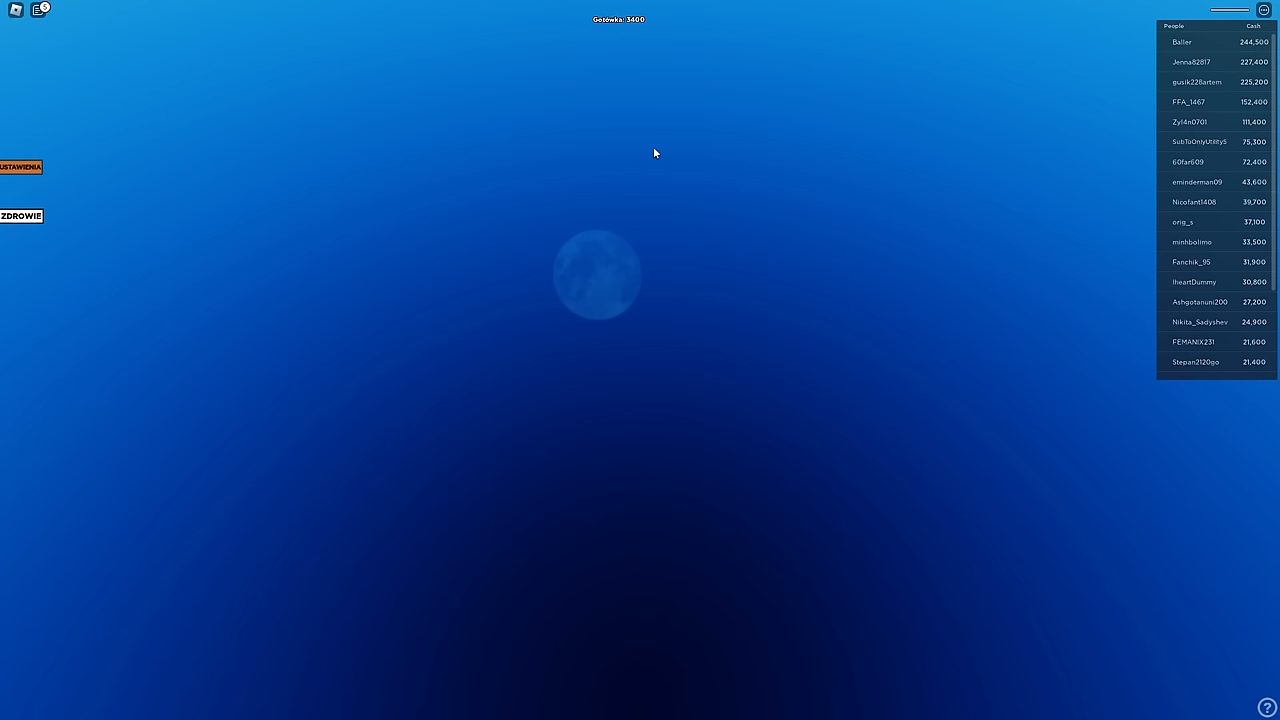 5
Gotówka: 3400
People Cash
Baller 244,500
Jenna82817 227,400
gusik228artem 225,200
FFA_1467 152,400
Zyl4n0701 111,400
SubToOnlyUtility5 75,300
60far609 72,400
eminderman09 43,600
Nicofant1408 39,700
orig_s 37,100
minhbolimo 33,500
Fanchik_95 31,900
IheartDummy 30,800
Ashgotanuni200 27,200
Nikita_Sadyshev 24,900
FEMANIX231 21,600
Stepan2120go 21,400
USTAWIENIA
ZDROWIE
?